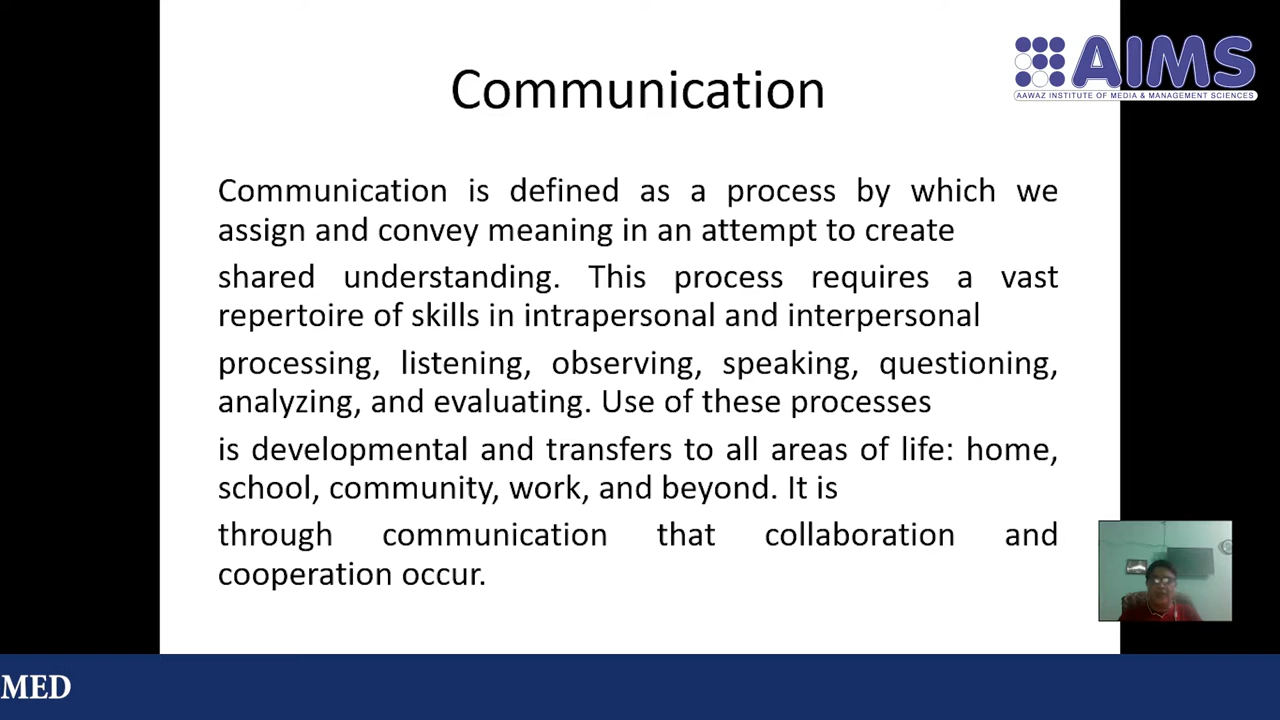 AIMS
AAWAZ INSTITUTE OF MEDIA & MANAGEMENT SCIENCES
Communication
Communication is defined as a process by which we
assign and convey meaning in an attempt to create
shared understanding. This process requires a vast
repertoire of skills in intrapersonal and interpersonal
processing, listening, observing, speaking, questioning,
analyzing, and evaluating. Use of these processes
is developmental and transfers to all areas of life: home,
school, community, work, and beyond. It is
through communication that collaboration and
cooperation occur.
MED